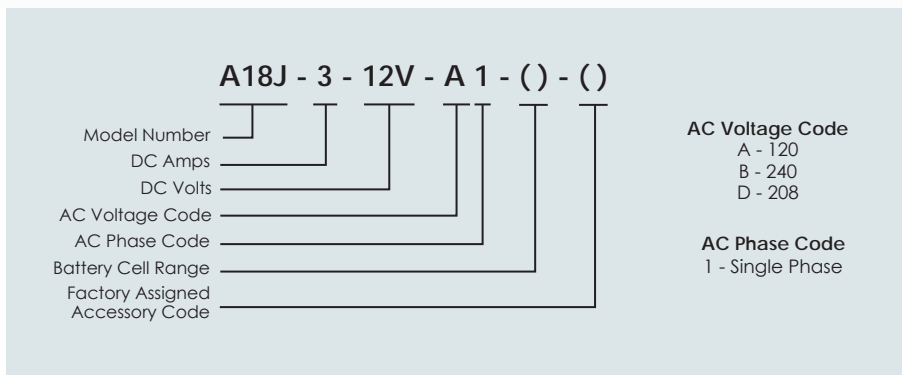 A18J - 3 - 12V - A 1 - ( ) - ( )
Model Number
DC Amps
DC Volts
AC Voltage Code
AC Phase Code
Battery Cell Range
Factory Assigned
Accessory Code
AC Voltage Code
A - 120
B - 240
D - 208
AC Phase Code
1 - Single Phase